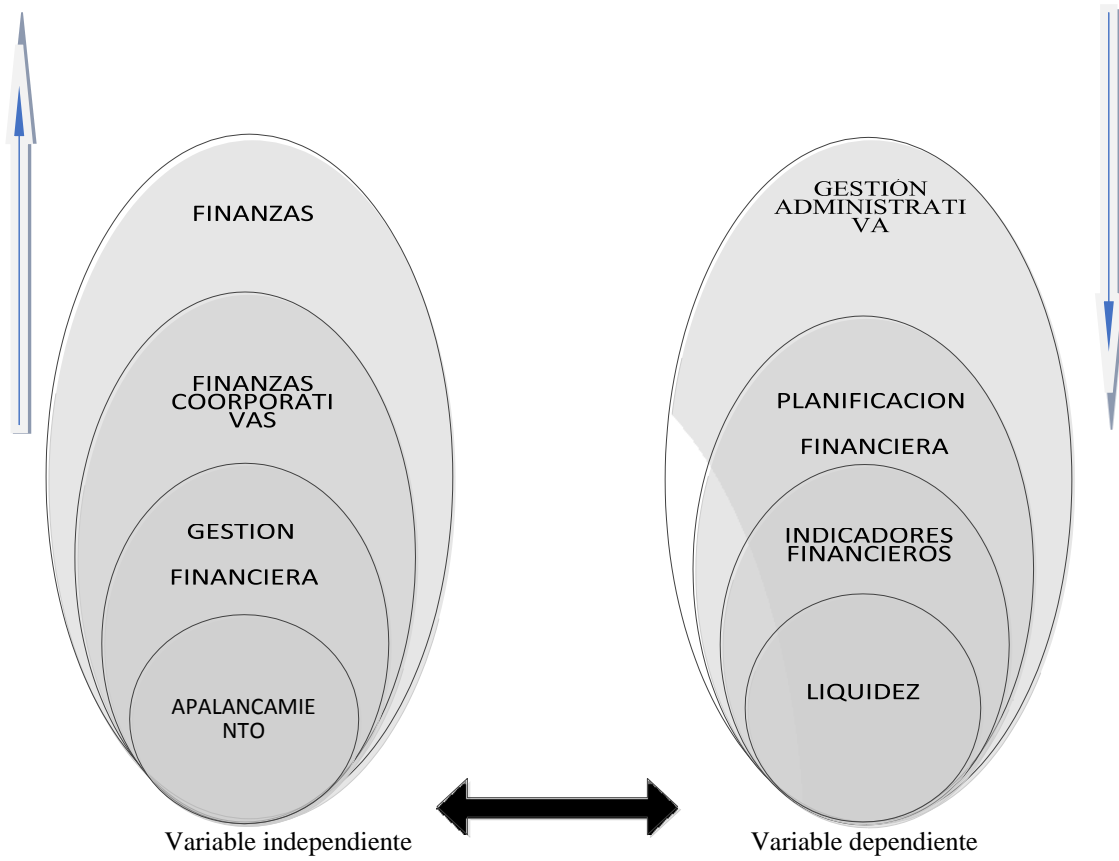 FINANZAS
FINANZAS
COORPORATI
VAS
GESTION
FINANCIERA
APALANCAMIE
NTO
Variable independiente
GESTIÓN
ADMINISTRATI
VA
PLANIFICACION
FINANCIERA
INDICADORES
FINANCIEROS
LIQUIDEZ
Variable dependiente